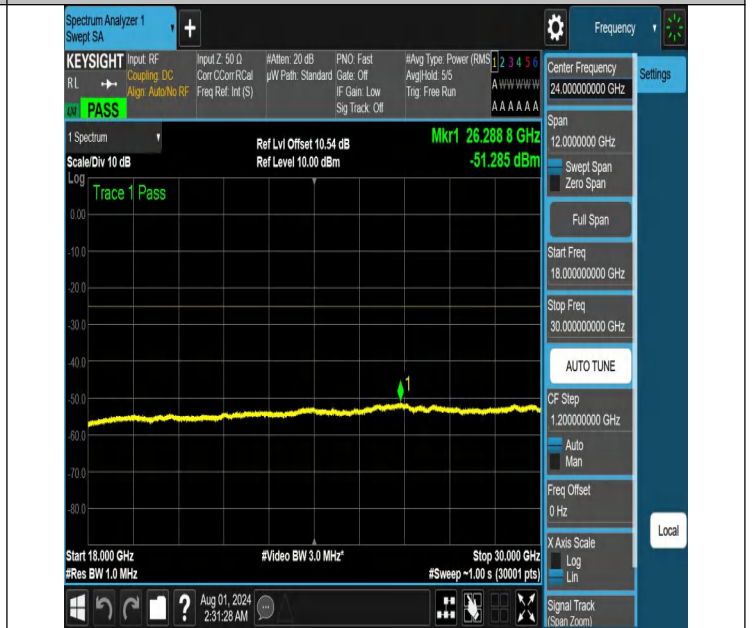 Spectrum Analyzer 1
Swept SA
+
Frequency
KEYSIGHT
RL
PASS
Input: RF
Coupling: DC
Align: Auto/No RF
Input Z: 50 Ω
Corr CCorr RCal
Freq Ref: Int (S)
#Atten: 20 dB
µW Path: Standard
PNO: Fast
Gate: Off
IF Gain: Low
Sig Track: Off
#Avg Type: Power (RMS
Avg|Hold: 5/5
Trig: Free Run
1 2 3 4 5 6
A W W W W W
A A A A A A
1 Spectrum
Scale/Div 10 dB
Ref Lvl Offset 10.54 dB
Ref Level 10.00 dBm
Mkr1 26.288 8 GHz
-51.285 dBm
Log
Trace 1 Pass
0.00
-10.0
-20.0
-30.0
-40.0
-50.0
-60.0
-70.0
-80.0
1
Start 18.000 GHz
#Res BW 1.0 MHz
#Video BW 3.0 MHz*
Stop 30.000 GHz
#Sweep ~1.00 s (30001 pts)
Aug 01, 2024
2:31:28 AM
?
Center Frequency
24.000000000 GHz
Settings
Span
12.0000000 GHz
Swept Span
Zero Span
Full Span
Start Freq
18.000000000 GHz
Stop Freq
30.000000000 GHz
AUTO TUNE
CF Step
1.200000000 GHz
Auto
Man
Freq Offset
0 Hz
X Axis Scale
Log
Lin
Local
Signal Track
(Span Zoom)